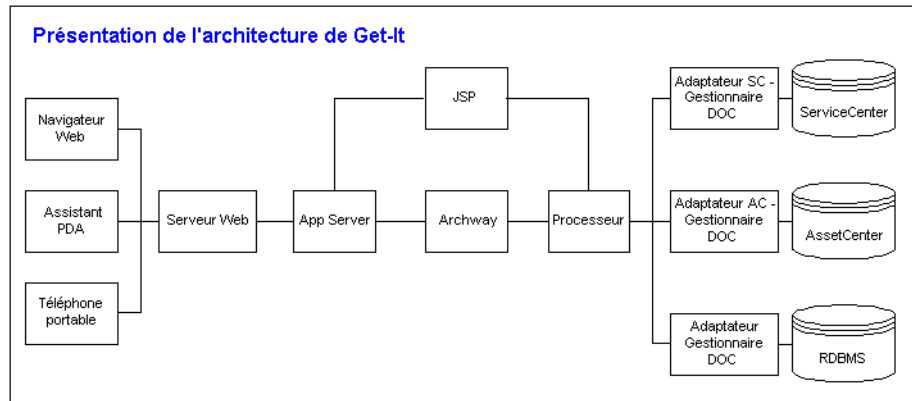 Présentation de l'architecture de Get-It
Navigateur
Web
Assistant
PDA
Téléphone
portable
Serveur Web
App Server
JSP
Archway
Processeur
Adaptateur SC -
Gestionnaire
DOC
ServiceCenter
Adaptateur AC -
Gestionnaire
DOC
AssetCenter
Adaptateur
Gestionnaire
DOC
RDBMS